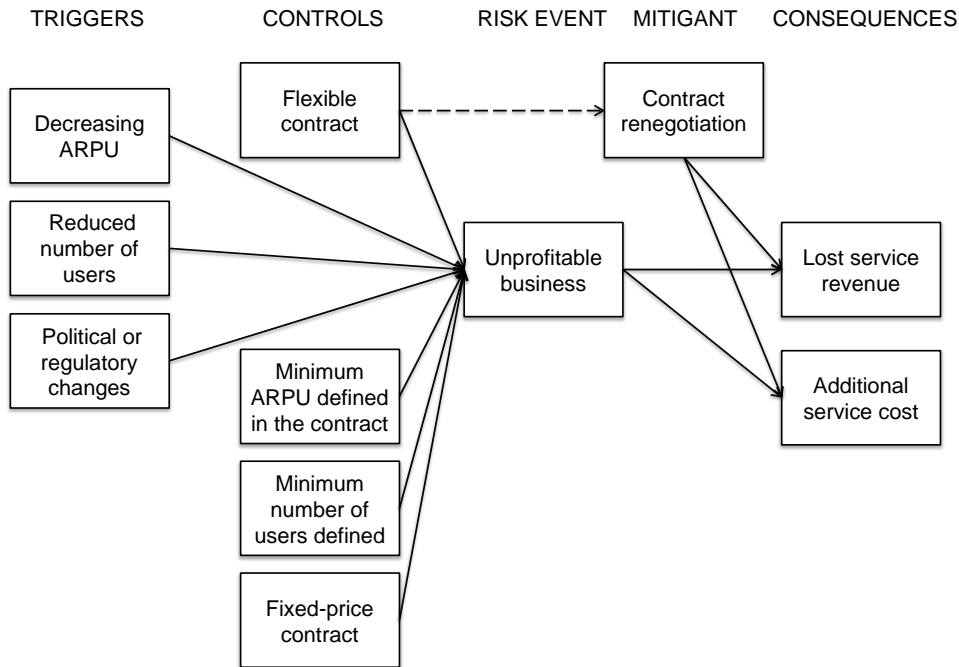 TRIGGERS
CONTROLS
RISK EVENT
MITIGANT
CONSEQUENCES
Decreasing
ARPU
Reduced
number of
users
Political or
regulatory
changes
Flexible
contract
Minimum
ARPU defined
in the contract
Minimum
number of
users defined
Fixed-price
contract
Unprofitable
business
Contract
renegotiation
Lost service
revenue
Additional
service cost